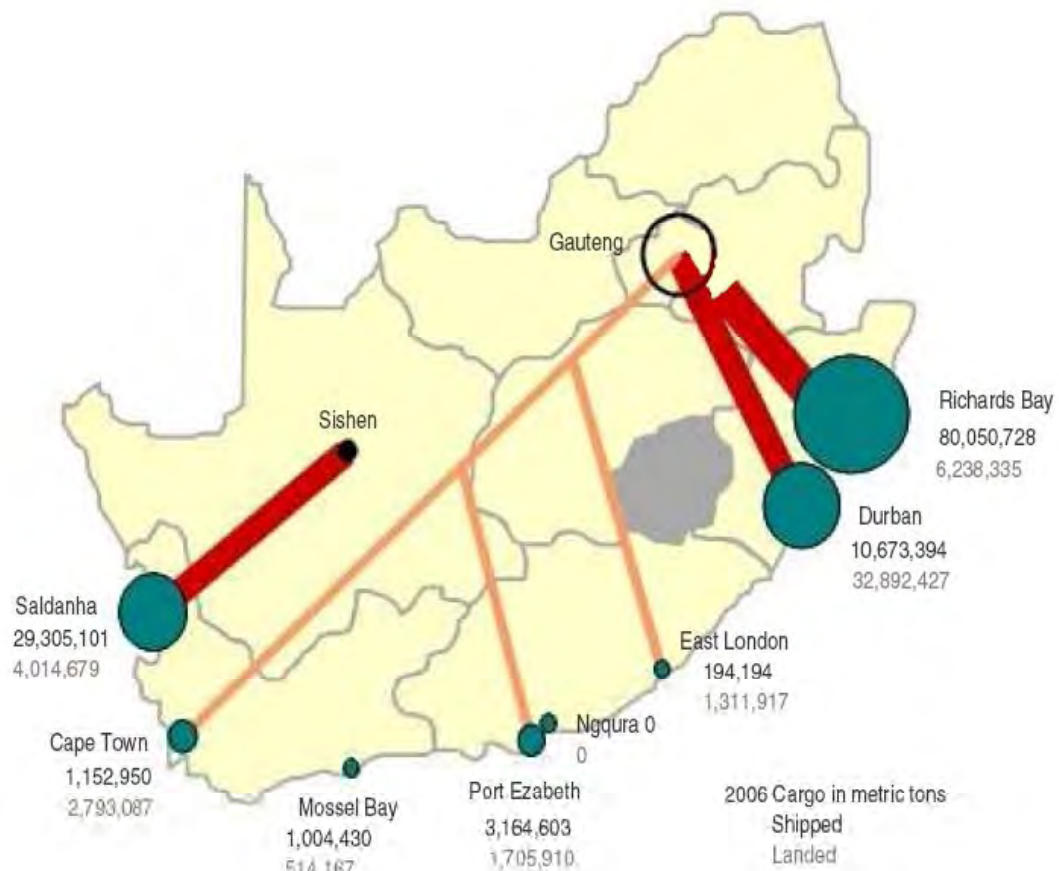 Gauteng
Sishen
Richards Bay
80,050,728
6,238,335
Durban
10,673,394
32,892,427
Saldanha
29,305,101
4,014,679
East London
194,194
1,311,917
Ngqura 0
0
Cape Town
1,152,950
2,793,087
Mossel Bay
1,004,430
514,167
Port Ezabeth
3,164,603
1,705,910
2006 Cargo in metric tons
Shipped
Landed